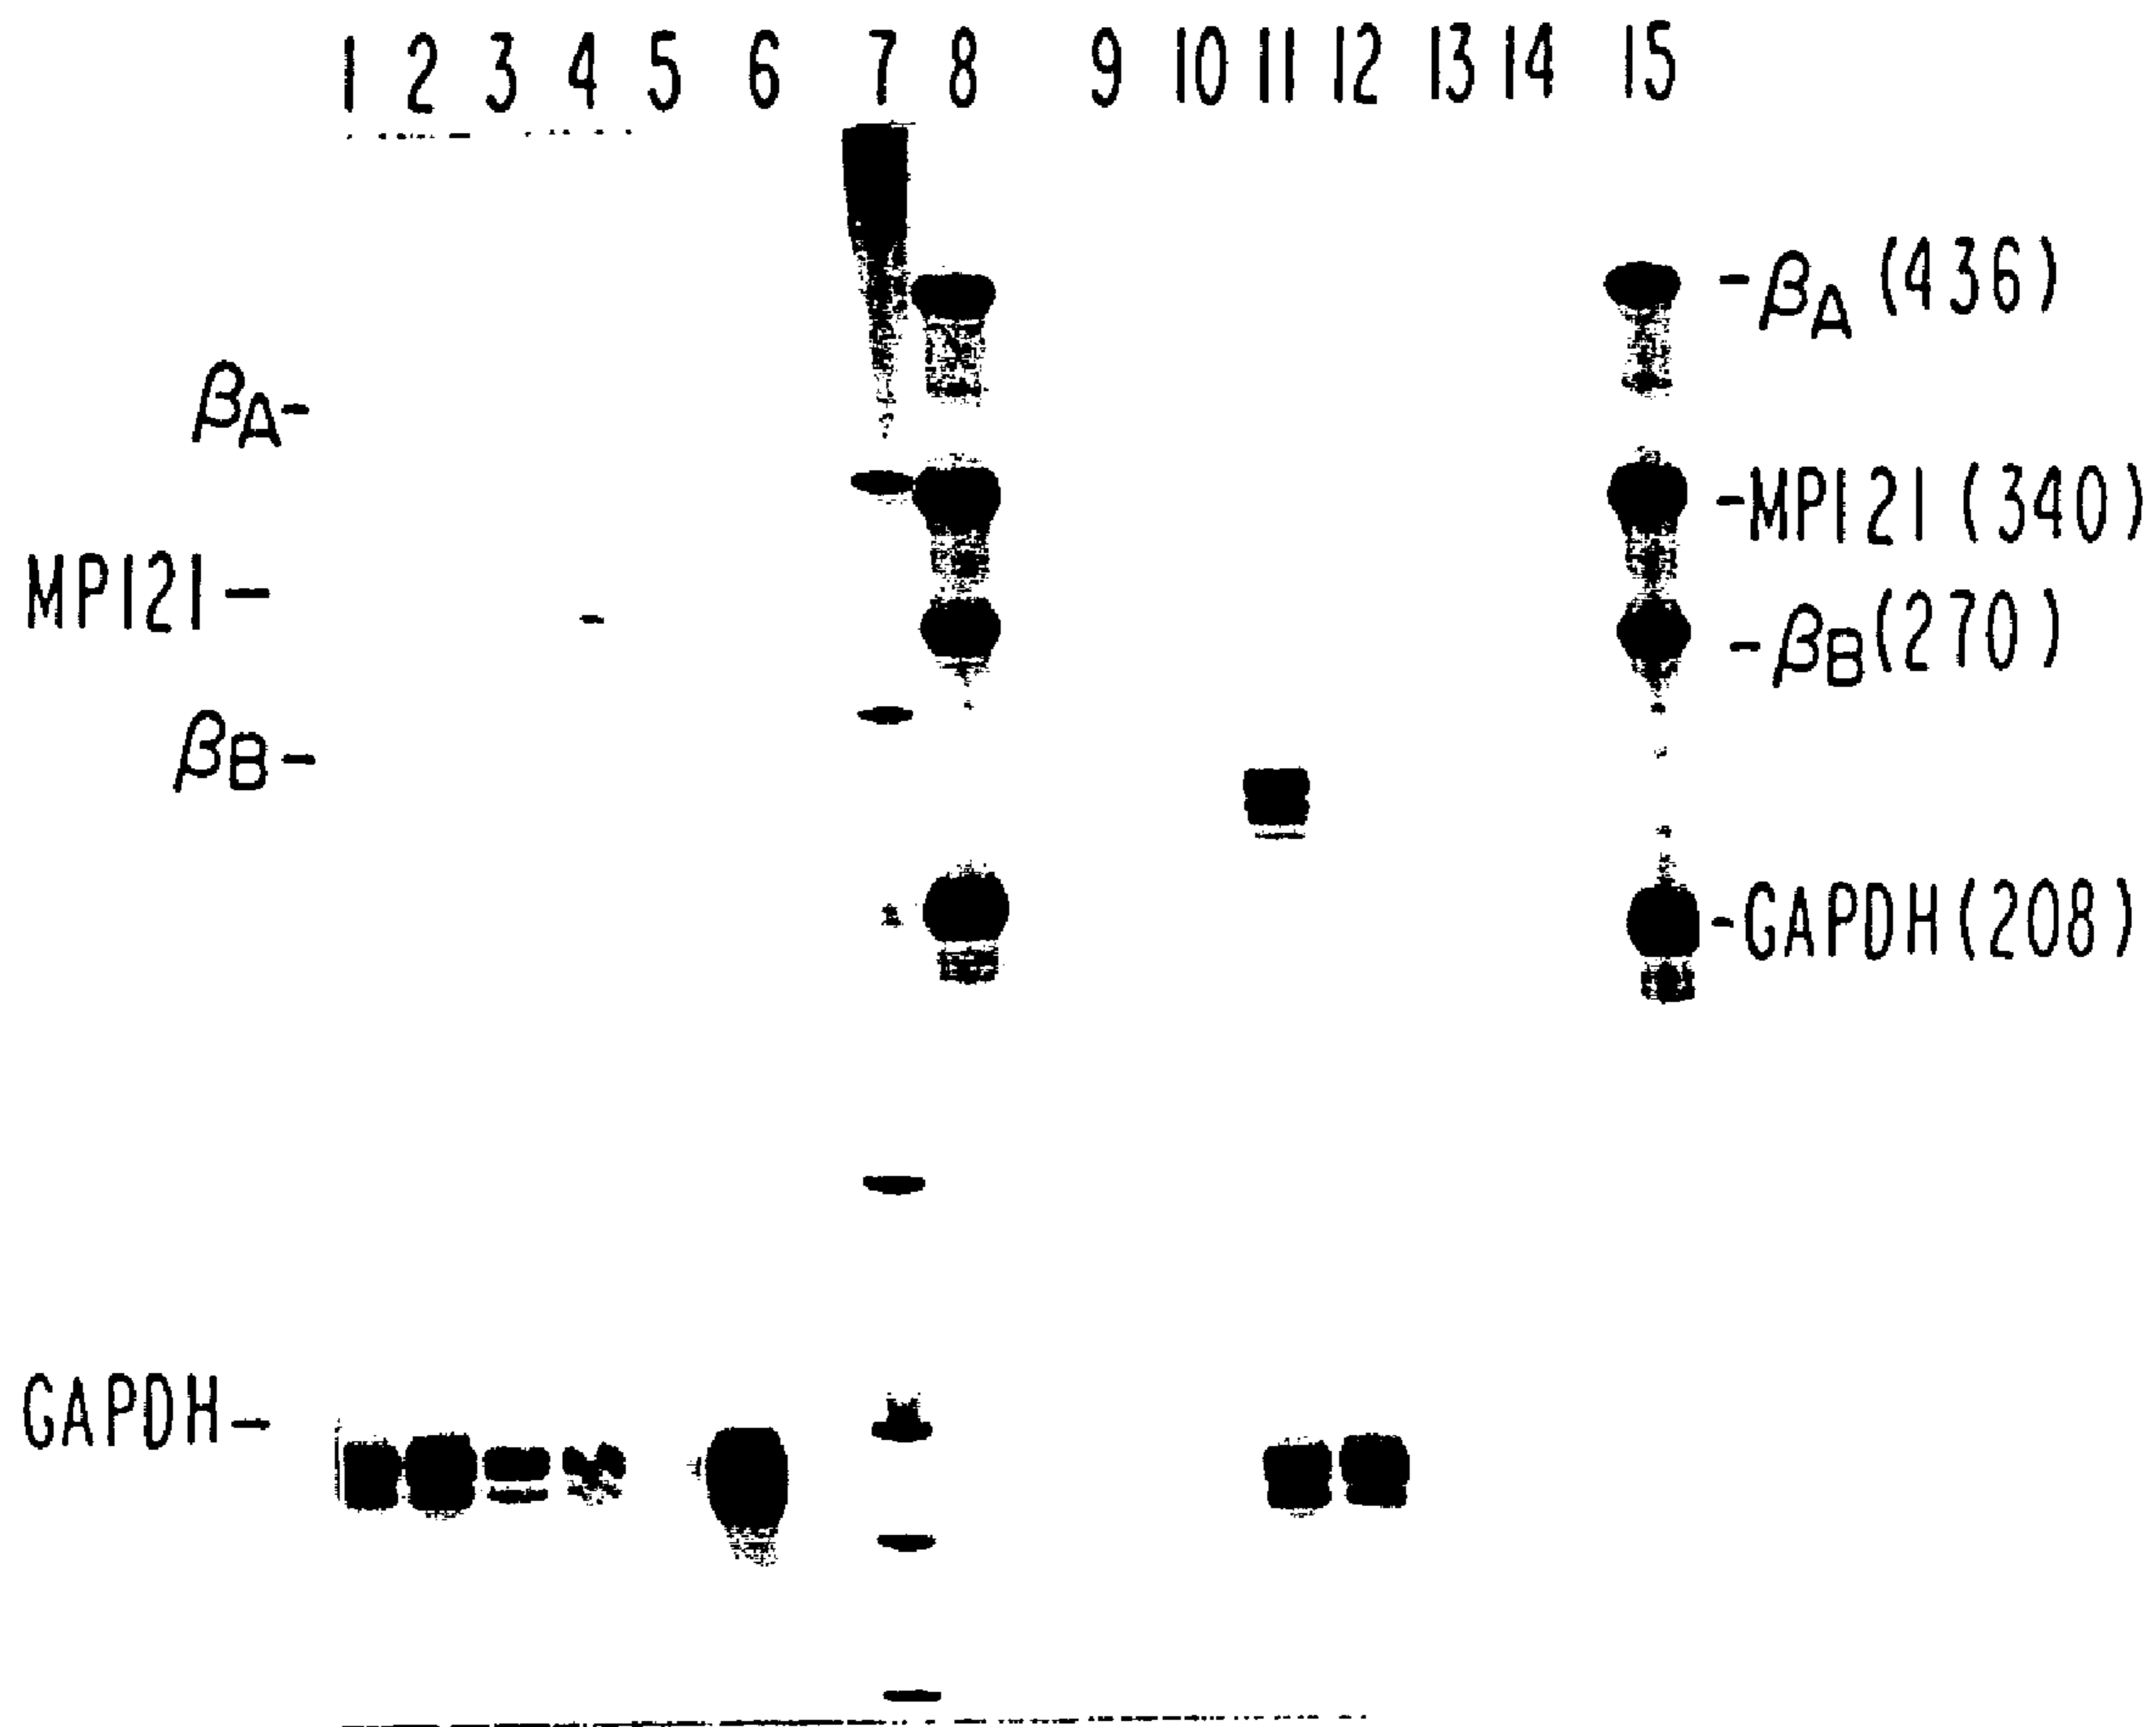 1 2 3 4 5 6 7 8 9 10 11 12 13 14 15
-βA (436)
βA-
-MP121 (340)
MP121-
-βB (270)
βB-
-GAPDH (208)
GAPDH-